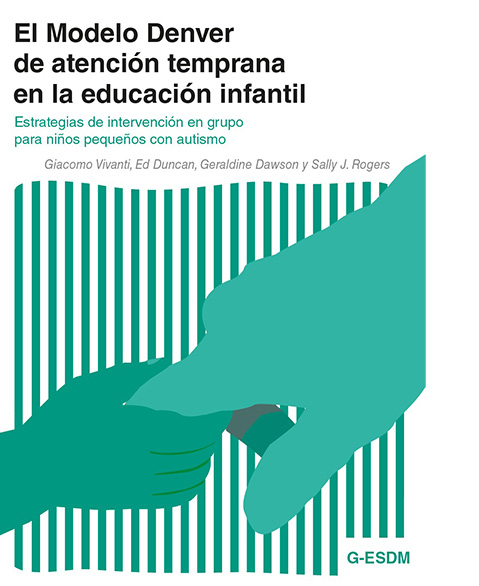 El Modelo Denver
de atención temprana
en la educación infantil
Estrategias de intervención en grupo
para niños pequeños con autismo
Giacomo Vivanti, Ed Duncan, Geraldine Dawson y Sally J. Rogers
G-ESDM